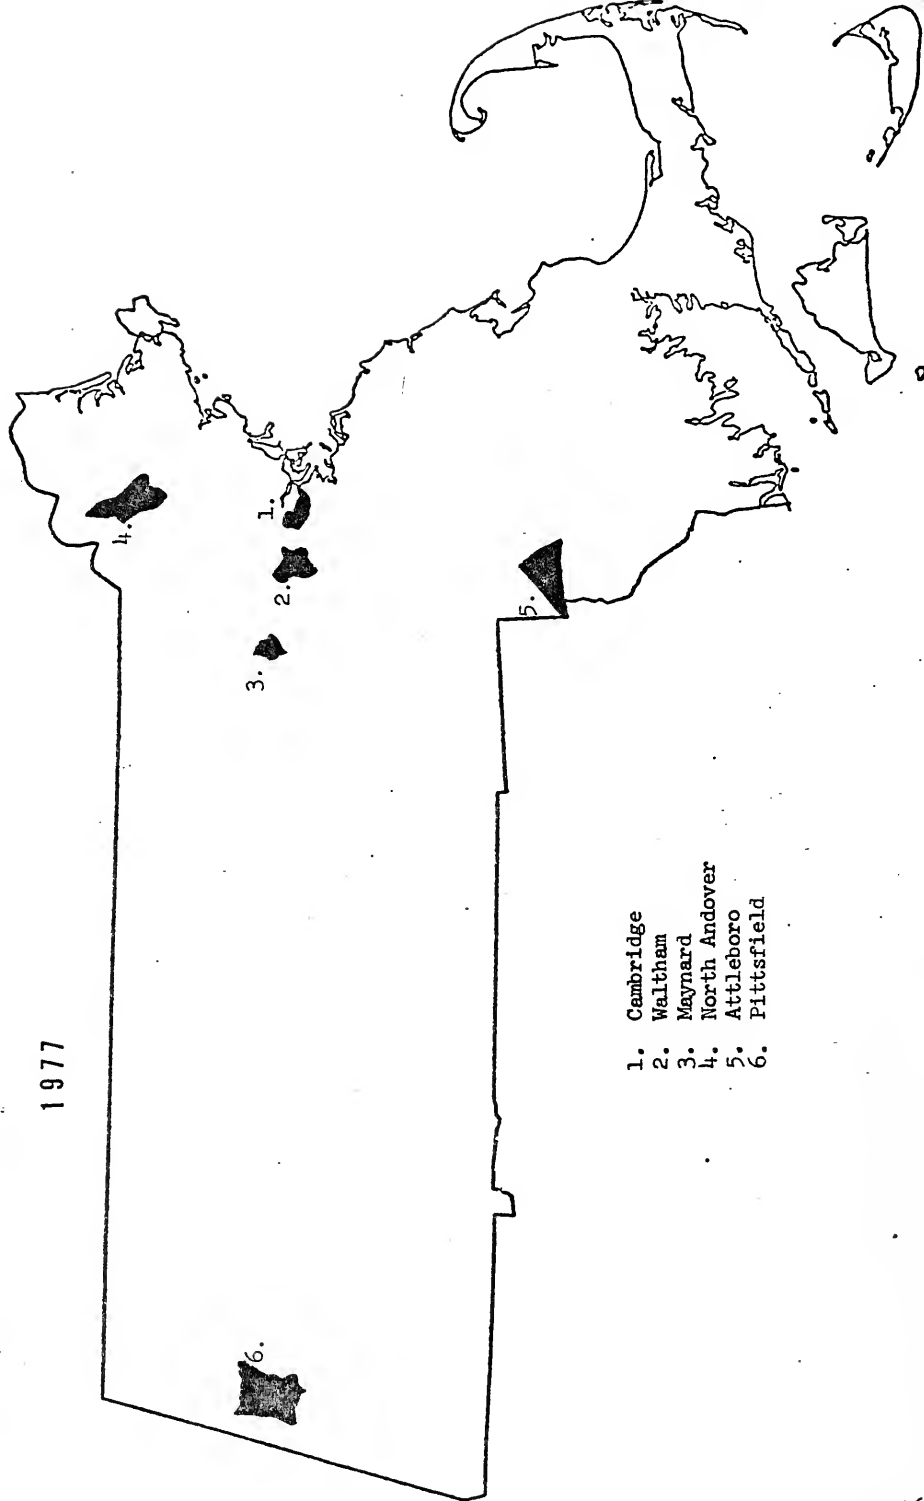 1977
4.
1.
2.
3.
5.
6.
1. Cambridge
2. Waltham
3. Maynard
4. North Andover
5. Attleboro
6. Pittsfield